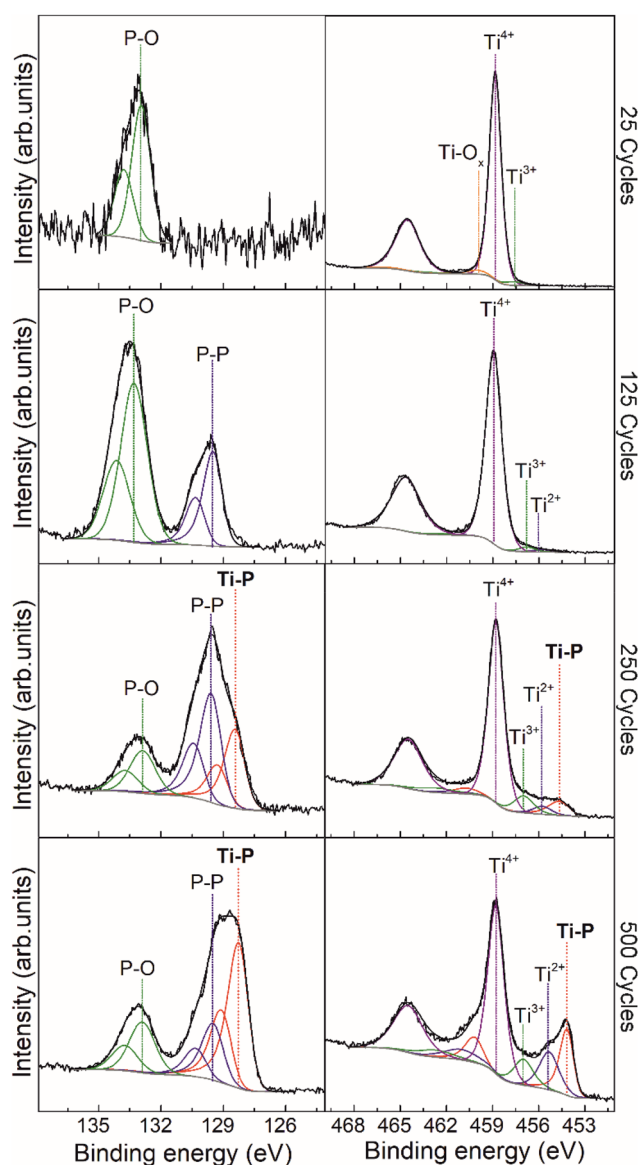 P-O
Intensity (arb.units)
Ti4+
Ti-Ox
Ti3+
25 Cycles
P-O
P-P
Intensity (arb.units)
Ti4+
Ti3+
Ti2+
125 Cycles
Ti-P
P-P
P-O
Intensity (arb.units)
Ti4+
Ti-P
Ti2+
Ti3+
250 Cycles
Ti-P
P-P
P-O
Intensity (arb.units)
Ti4+
Ti-P
Ti2+
Ti3+
500 Cycles
135 132 129 126
468 465 462 459 456 453
Binding energy (eV)
Binding energy (eV)